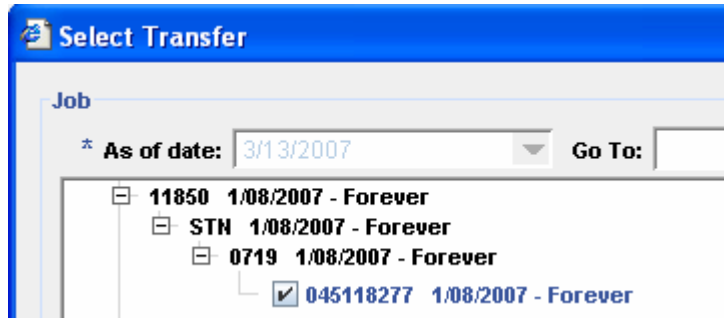 Select Transfer
Job
* As of date: 3/13/2007 Go To:
11850 1/08/2007 - Forever
STN 1/08/2007 - Forever
0719 1/08/2007 - Forever
045118277 1/08/2007 - Forever